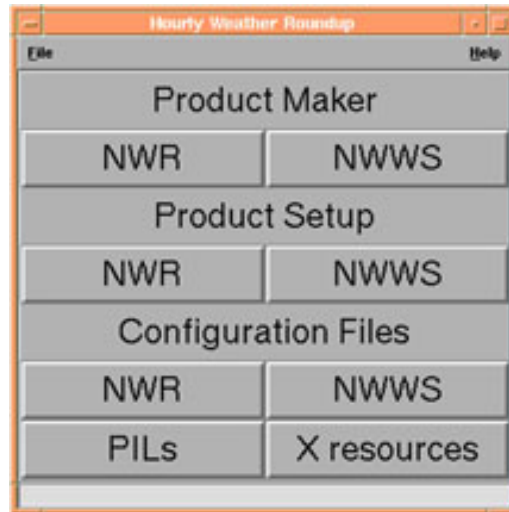 Hourly Weather Roundup
File Help
Product Maker
NWR NWWS
Product Setup
NWR NWWS
Configuration Files
NWR NWWS
PILs X resources